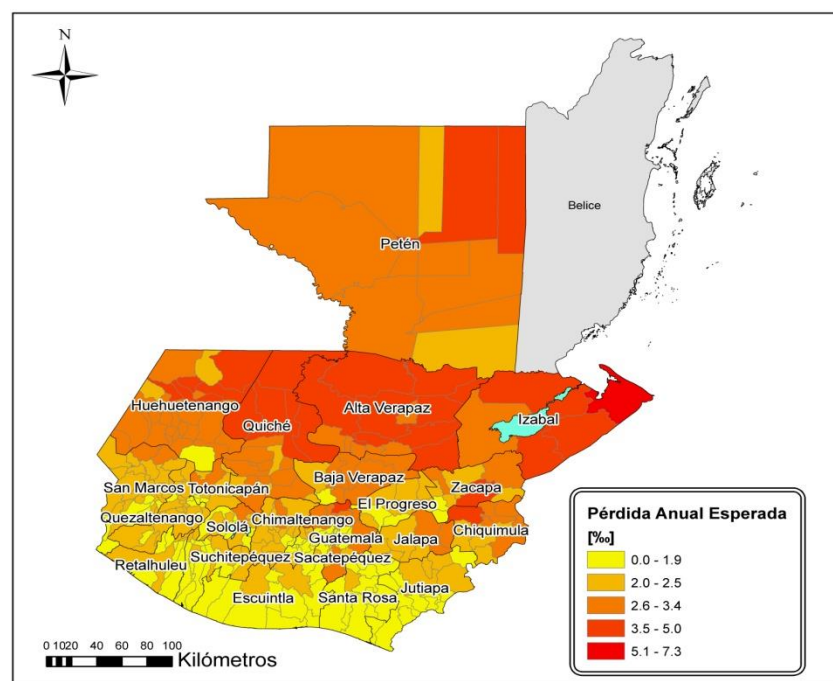 N
Belice
Petén
Huehuetenango
Quiché
Alta Verapaz
Izabal
San Marcos
Totonicapán
Baja Verapaz
El Progreso
Zacapa
Quezaltenango
Sololá
Chimaltenango
Guatemala
Jalapa
Chiquimula
Retalhuleu
Suchitepéquez
Sacatepéquez
Escuintla
Santa Rosa
Jutiapa
Pérdida Anual Esperada
[‰]
0.0 - 1.9
2.0 - 2.5
2.6 - 3.4
3.5 - 5.0
5.1 - 7.3
0 1020 40 60 80 100
Kilómetros